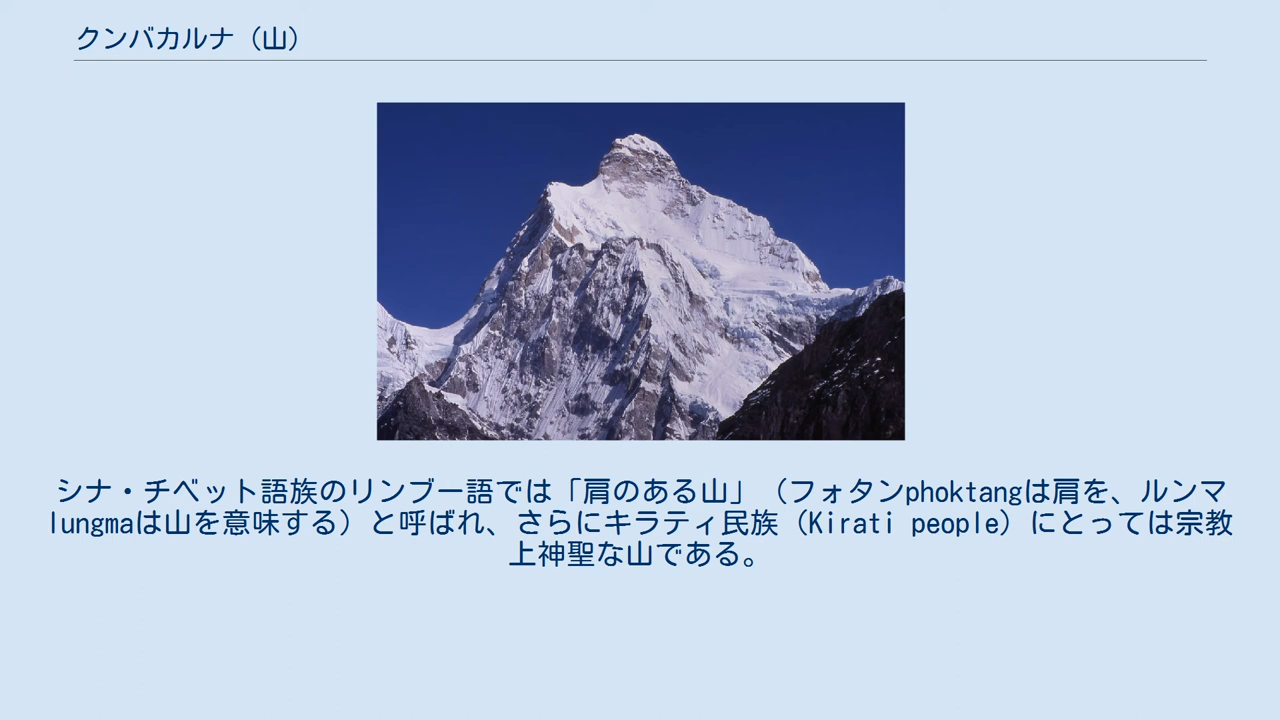 クンバカルナ（山）
シナ・チベット語族のリンブー語では「肩のある山」（フォタンphoktangは肩を、ルンマ
lungmaは山を意味する）と呼ばれ、さらにキラティ民族（Kirati people）にとっては宗教
上神聖な山である。